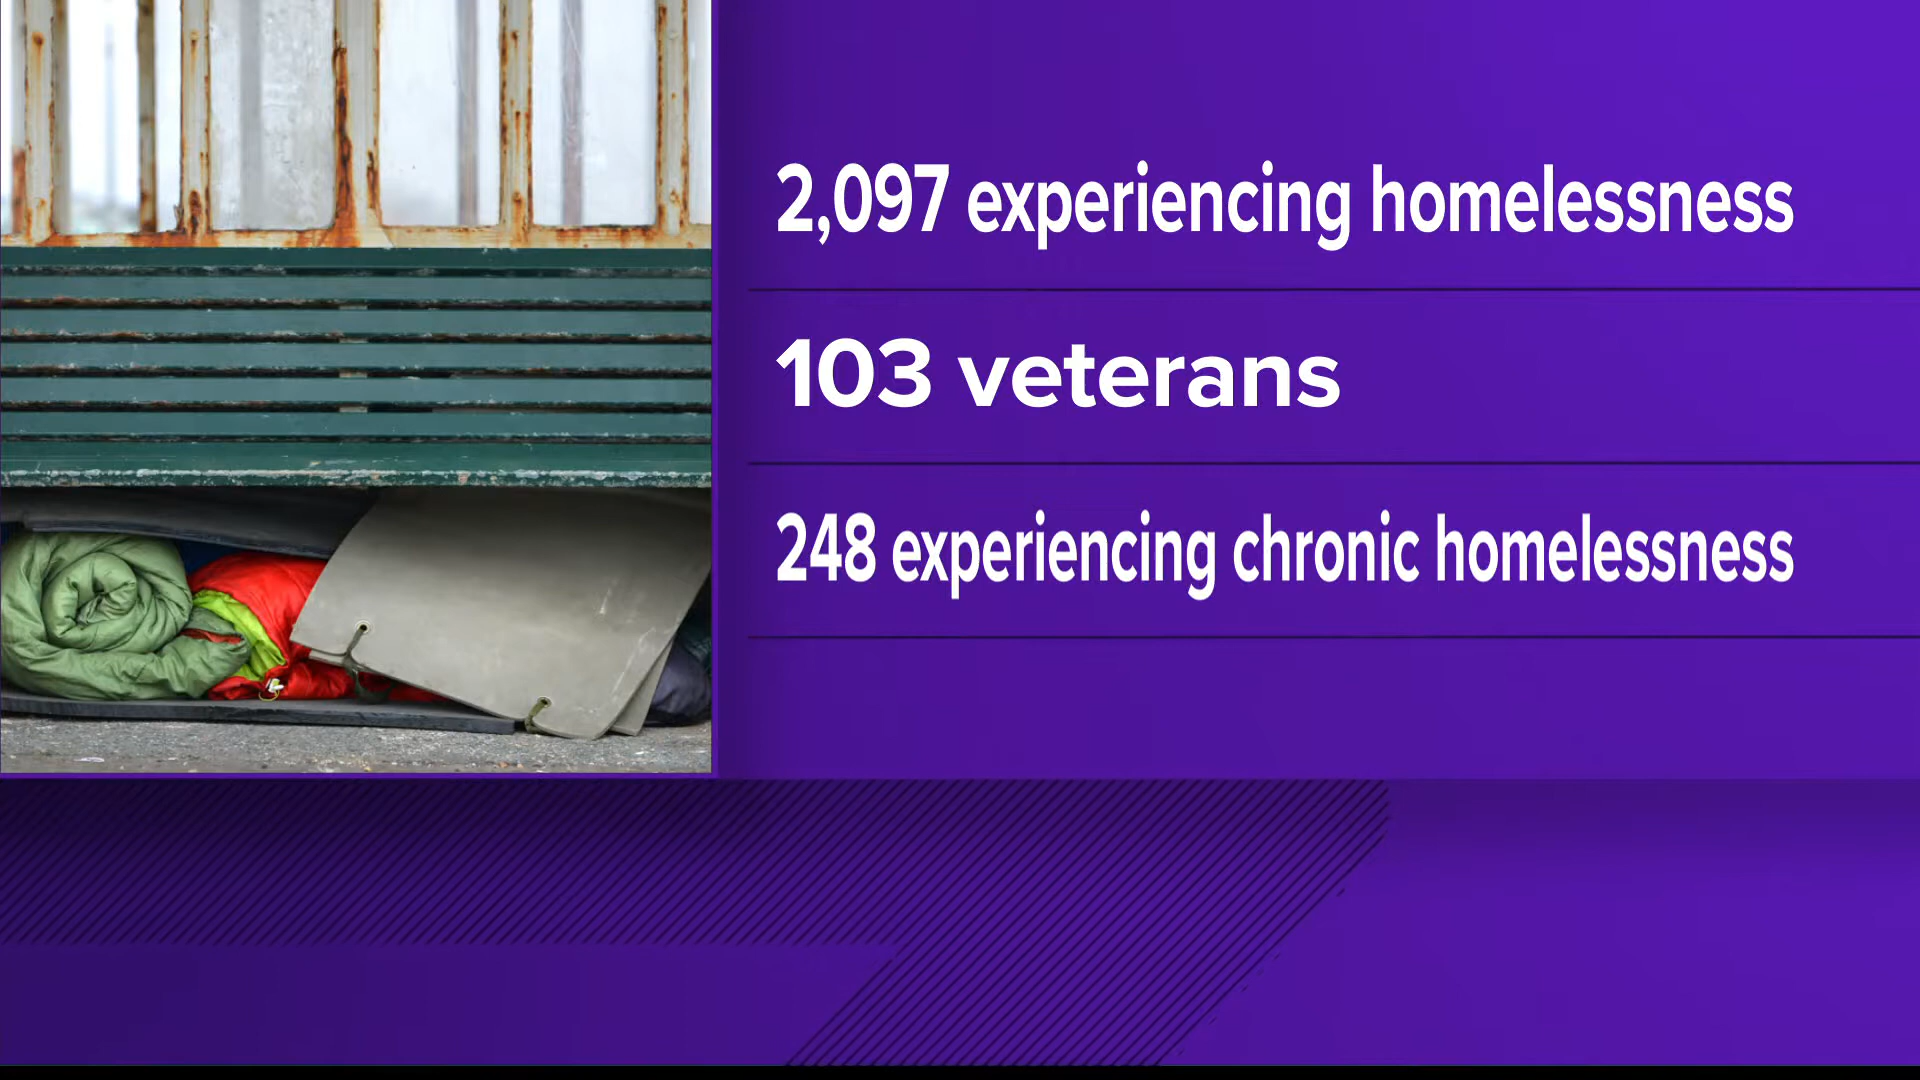 2,097 experiencing homelessness
103 veterans
248 experiencing chronic homelessness